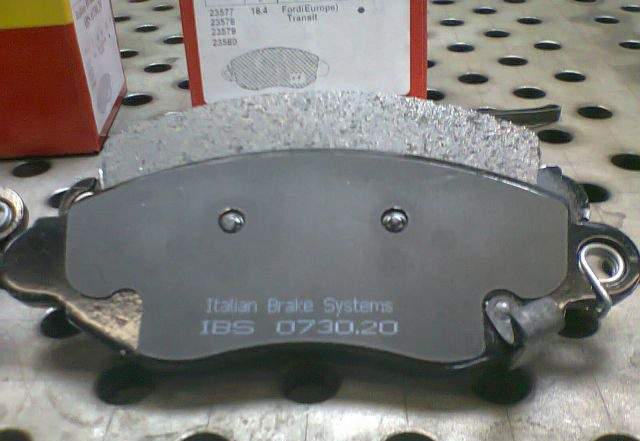 23577 18.4 Ford(Europe)
23578 Transit
23579
23580
Italian Brake Systems
IBS 0730.20